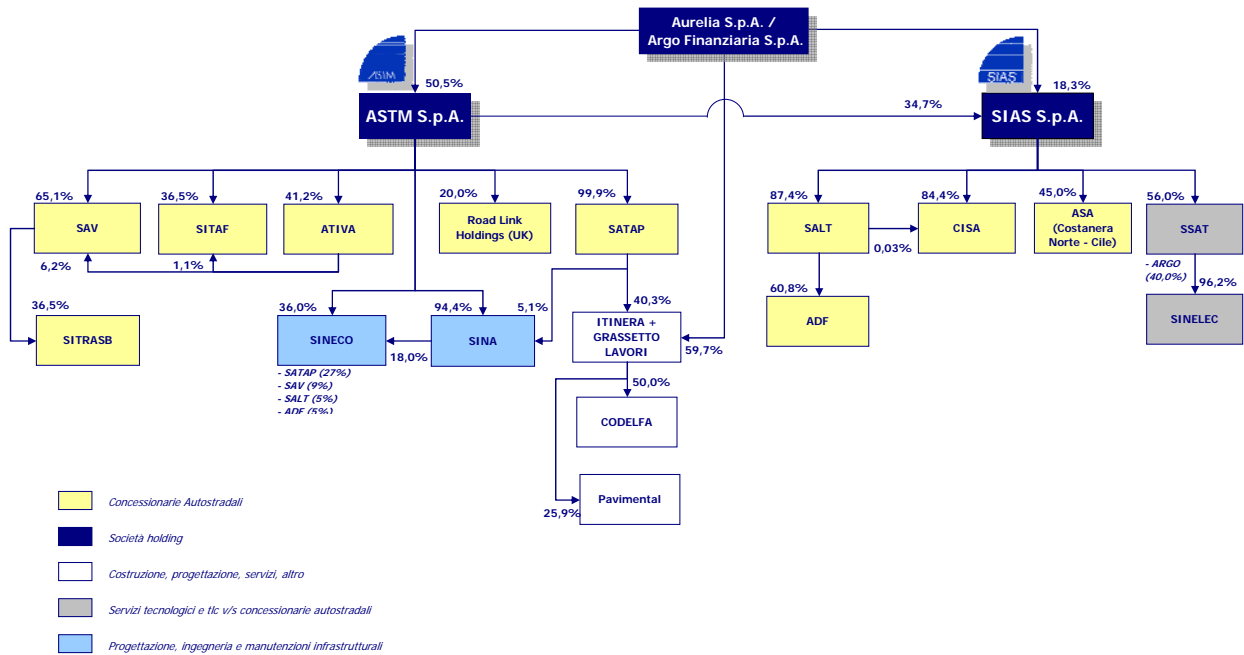 Aurelia S.p.A. /
Argo Finanziaria S.p.A.
ASTM
50,5%
SIAS
18,3%
ASTM S.p.A.
34,7%
SIAS S.p.A.
65,1%
36,5%
41,2%
20,0%
99,9%
87,4%
84,4%
45,0%
56,0%
SAV
SITAF
ATIVA
Road Link
Holdings (UK)
SATAP
SALT
CISA
ASA
(Costanera
Norte - Cile)
SSAT
0,03%
6,2%
1,1%
- ARGO
(40,0%)
96,2%
36,5%
36,0%
94,4%
5,1%
40,3%
60,8%
SITRASB
SINECO
SINA
18,0%
ITINERA +
GRASSETTO
LAVORI
59,7%
ADF
SINELEC
- SATAP (27%)
- SAV (9%)
- SALT (5%)
- ADF (5%)
50,0%
CODELFA
Pavimental
25,9%
Concessionarie Autostradali
Società holding
Costruzione, progettazione, servizi, altro
Servizi tecnologici e tlc v/s concessionarie autostradali
Progettazione, ingegneria e manutenzioni infrastrutturali